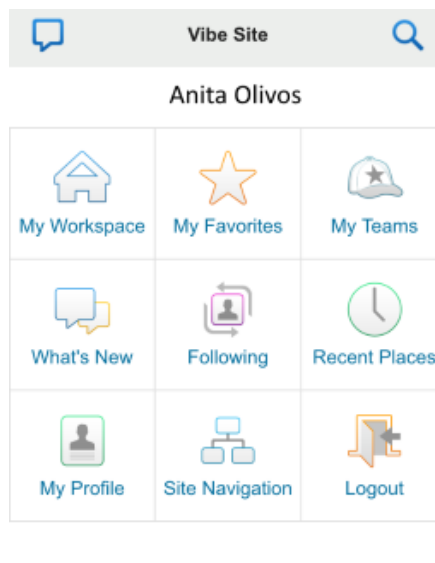 Vibe Site
Anita Olivos
My Workspace
My Favorites
My Teams
What's New
Following
Recent Places
My Profile
Site Navigation
Logout